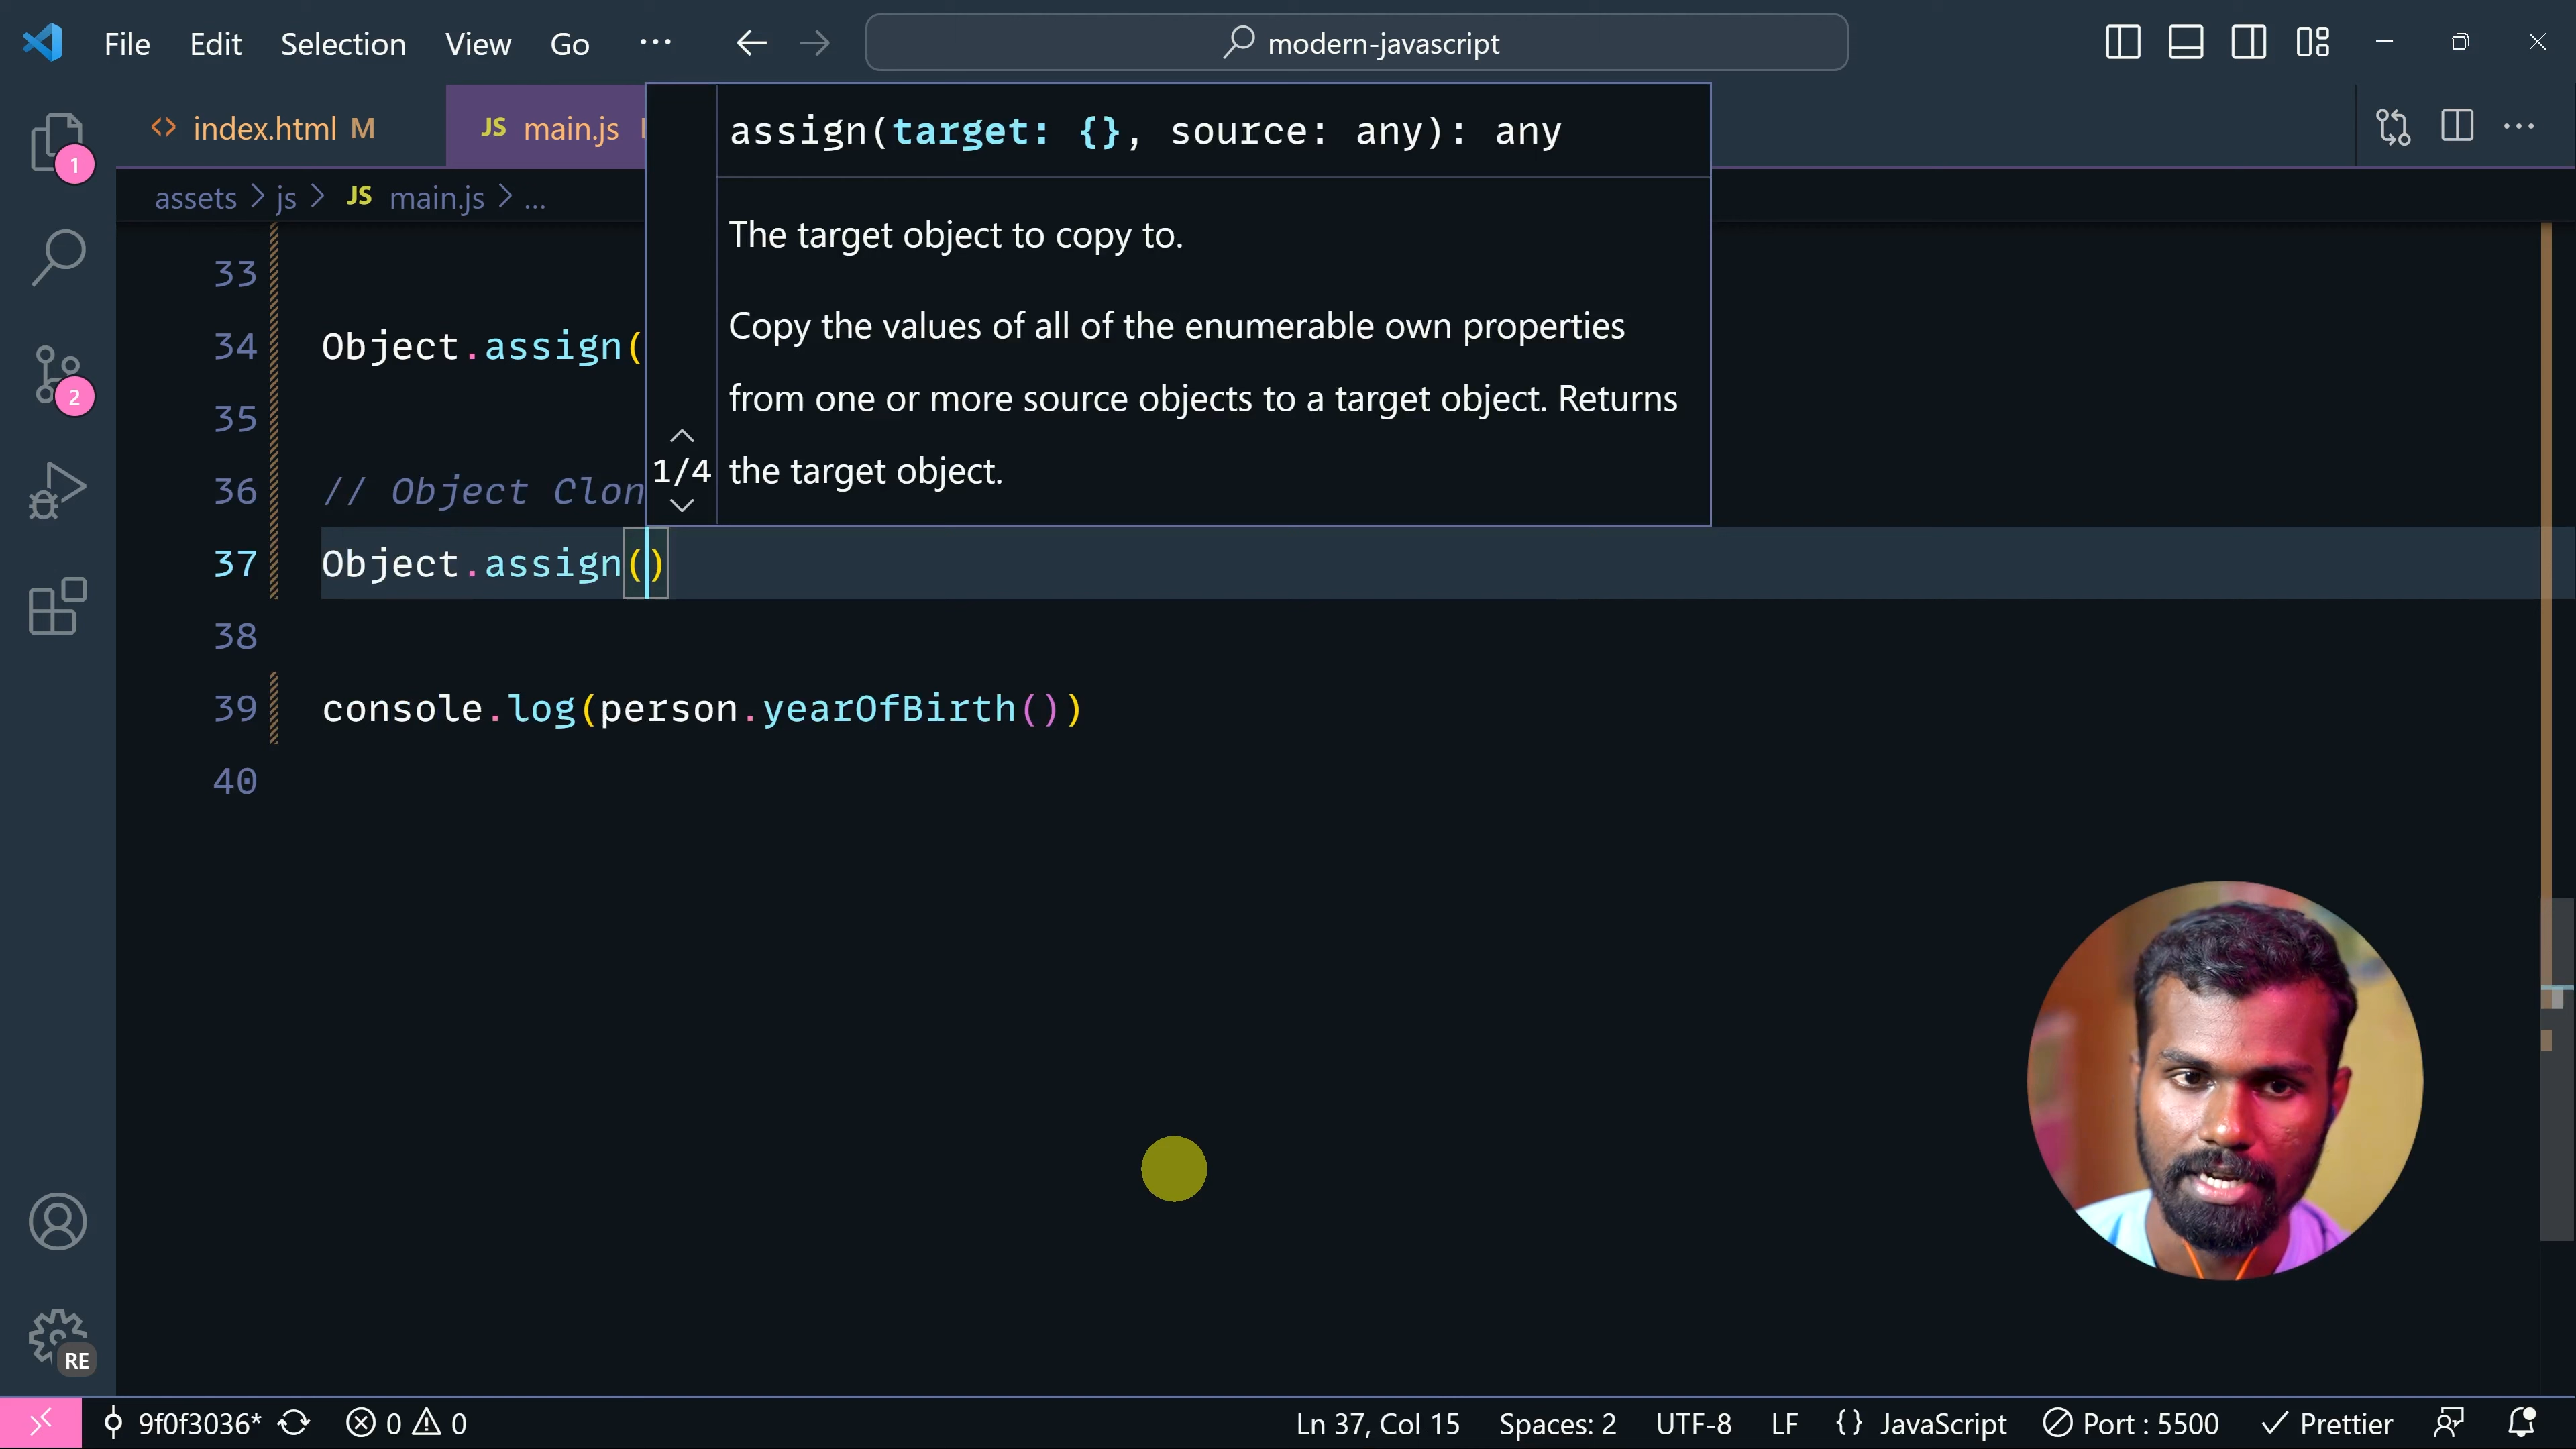 File Edit Selection View Go ... modern-javascript
index.html M JS main.js
assign(target: {}, source: any): any
assets > js > JS main.js > ...
The target object to copy to.
Copy the values of all of the enumerable own properties
from one or more source objects to a target object. Returns
the target object.
1/4
33
34 Object.assign(
35
36 // Object Clon
37 Object.assign()
38
39 console.log(person.yearOfBirth())
40
1
2
RE
9f0f3036* 0 0 Ln 37, Col 15 Spaces: 2 UTF-8 LF {} JavaScript Port : 5500 Prettier